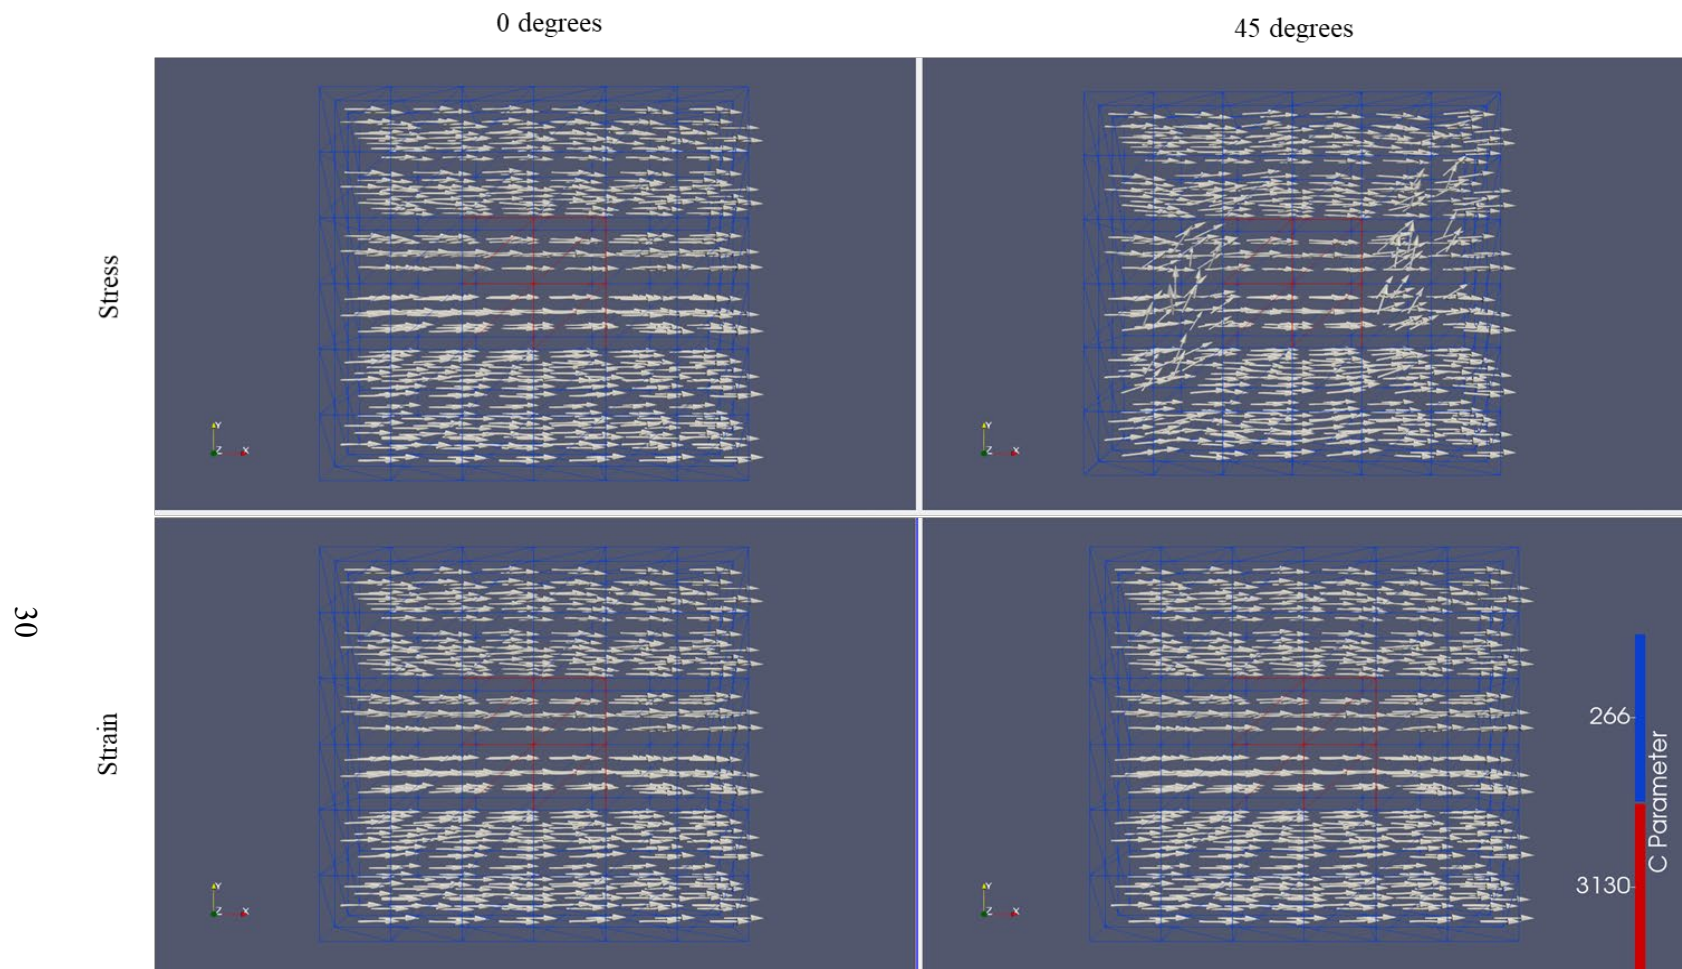 0 degrees
45 degrees
Stress
Y
Z X
Y
Z X
30
Strain
Y
Z X
Y
Z X
266
3130
C Parameter